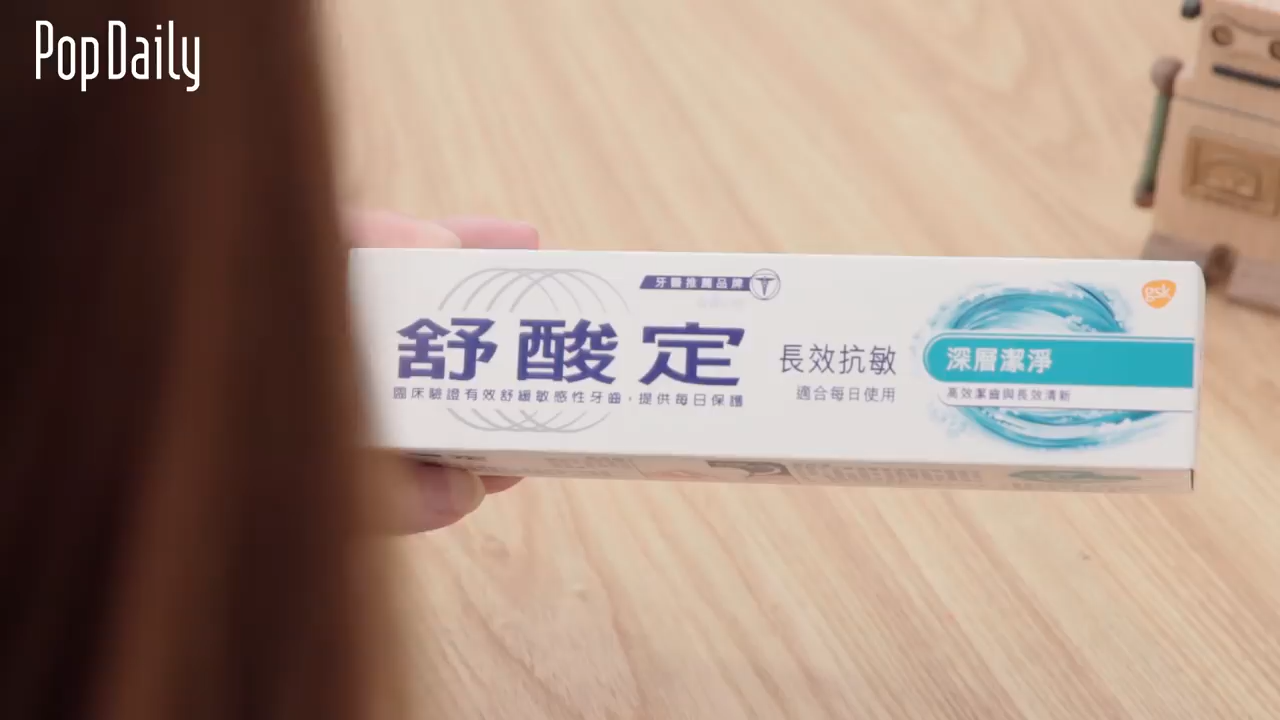 PopDaily
牙醫推薦品牌
舒酸定
臨床驗證有效舒緩敏感性牙齒,提供每日保護
長效抗敏
適合每日使用
gsk
深層潔淨
高效潔齒與長效清新